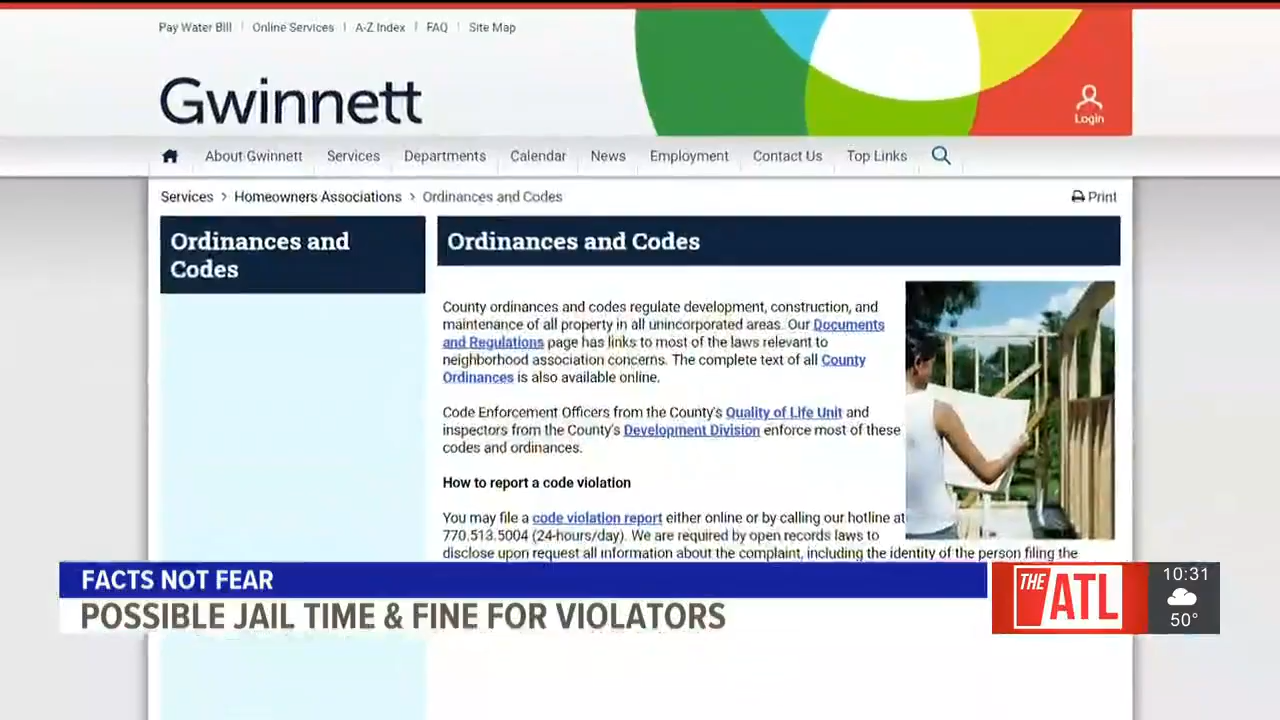 Pay Water Bill | Online Services | A-Z Index | FAQ | Site Map
Gwinnett
Login
About Gwinnett Services Departments Calendar News Employment Contact Us Top Links
Services > Homeowners Associations > Ordinances and Codes
Print
Ordinances and
Codes
Ordinances and Codes
County ordinances and codes regulate development, construction, and
maintenance of all property in all unincorporated areas. Our Documents
and Regulations page has links to most of the laws relevant to
neighborhood association concerns. The complete text of all County
Ordinances is also available online.
Code Enforcement Officers from the County's Quality of Life Unit and
inspectors from the County's Development Division enforce most of these
codes and ordinances.
How to report a code violation
You may file a code violation report either online or by calling our hotline at
770.513.5004 (24-hours/day). We are required by open records laws to
disclose upon request all information about the complaint, including the identity of the person filing the
FACTS NOT FEAR
POSSIBLE JAIL TIME & FINE FOR VIOLATORS
THE ATL
10:31
50°